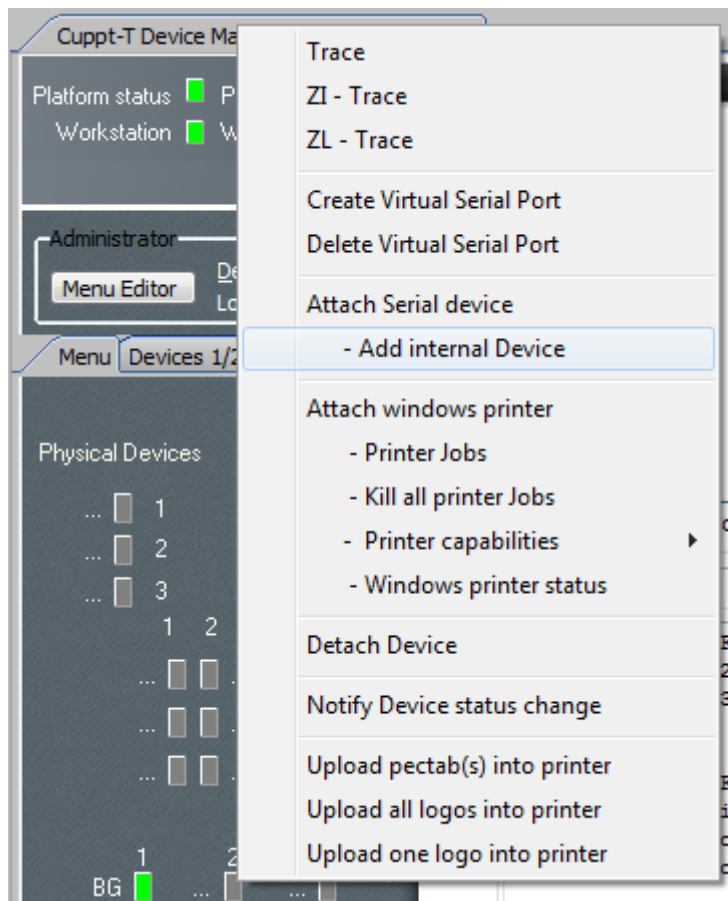 Cuppt-T Device Ma
Platform status P
Workstation W
Administrator
Menu Editor De
Lo
Menu Devices 1/2
Physical Devices
... 1
... 2
... 3
1 2
...
...
...
1 2
BG ... ...
Trace
ZI - Trace
ZL - Trace
Create Virtual Serial Port
Delete Virtual Serial Port
Attach Serial device
- Add internal Device
Attach windows printer
- Printer Jobs
- Kill all printer Jobs
- Printer capabilities
- Windows printer status
Detach Device
Notify Device status change
Upload pectab(s) into printer
Upload all logos into printer
Upload one logo into printer